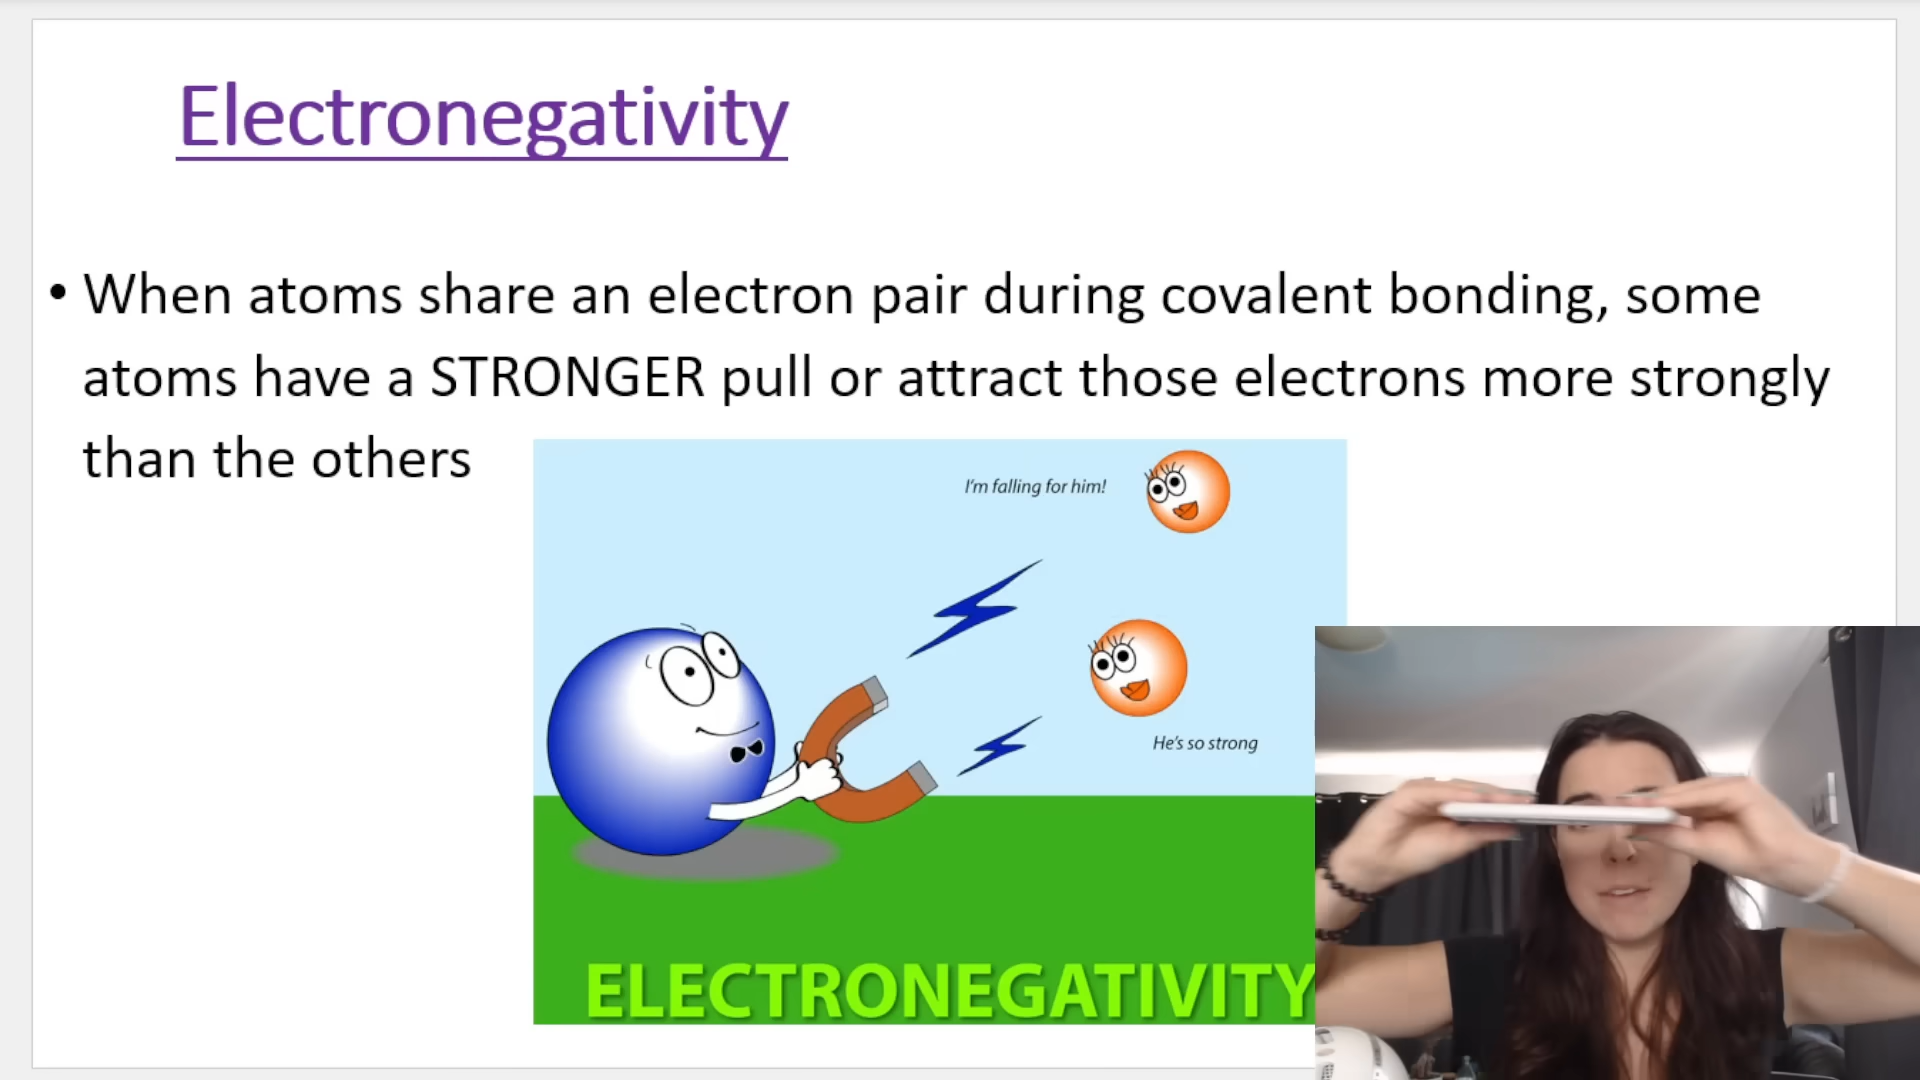 Electronegativity
• When atoms share an electron pair during covalent bonding, some
atoms have a STRONGER pull or attract those electrons more strongly
than the others
I'm falling for him!
He's so strong
ELECTRONEGATIVITY